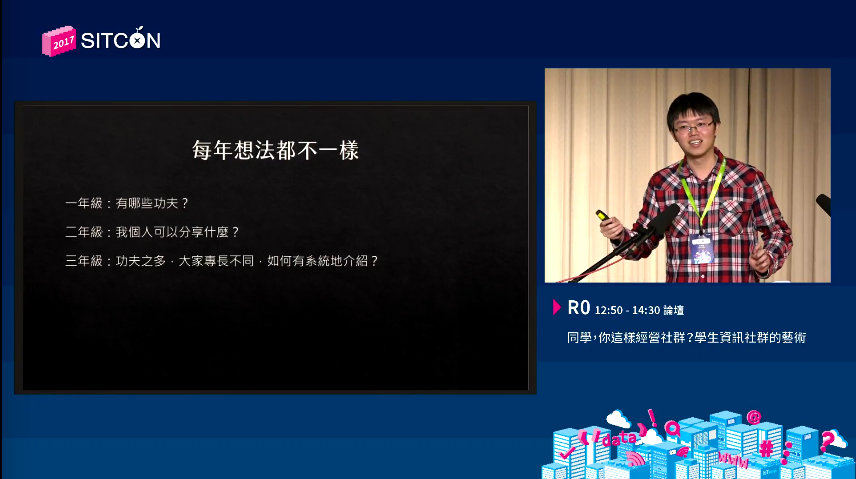 2017 SITCON
每年想法都不一樣
一年級：有哪些功夫？
二年級：我個人可以分享什麼？
三年級：功夫之多，大家專長不同，如何有系統地介紹？
R0 12:50 - 14:30 論壇
同學，你這樣經營社群？學生資訊社群的藝術
data
@
#
www
?
!